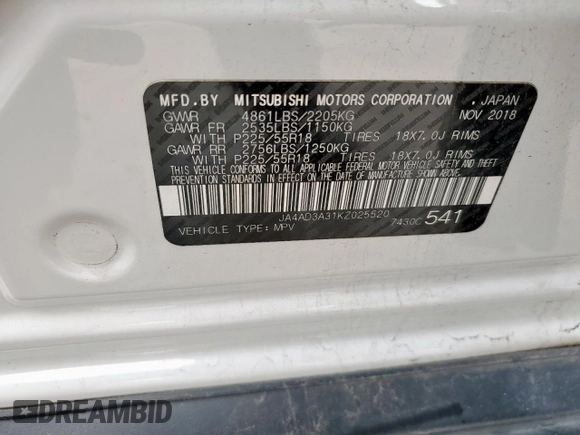 MFD.BY MITSUBISHI MOTORS CORPORATION , JAPAN
GVWR 4861LBS/2205KG NOV 2018
GAWR FR 2535LBS/1150KG
WITH P225/55R18 TIRES 18X7.0J RIMS
GAWR RR 2756LBS/1250KG
WITH P225/55R18 TIRES 18X7.0J RIMS
THIS VEHICLE CONFORMS TO ALL APPLICABLE FEDERAL MOTOR VEHICLE SAFETY AND THEFT
PREVENTION STANDARDS IN EFFECT ON THE DATE OF MANUFACTURE SHOWN ABOVE.
JA4AD3A31KZ025520
VEHICLE TYPE: MPV 7430C 541
DREAMBID